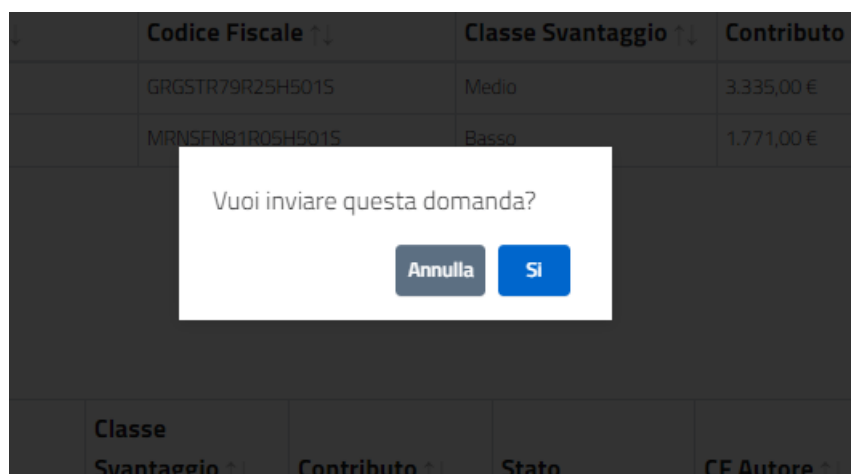 Codice Fiscale ↑↓ Classe Svantaggio ↑↓ Contributo
GRGSTR79R25H501S Medio 3.335,00 €
MRNSFN81R05H501S Basso 1.771,00 €
Vuoi inviare questa domanda?
Annulla Si
Classe
Svantaggio ↑↓ Contributo ↑↓ Stato CF Autore ↑↓